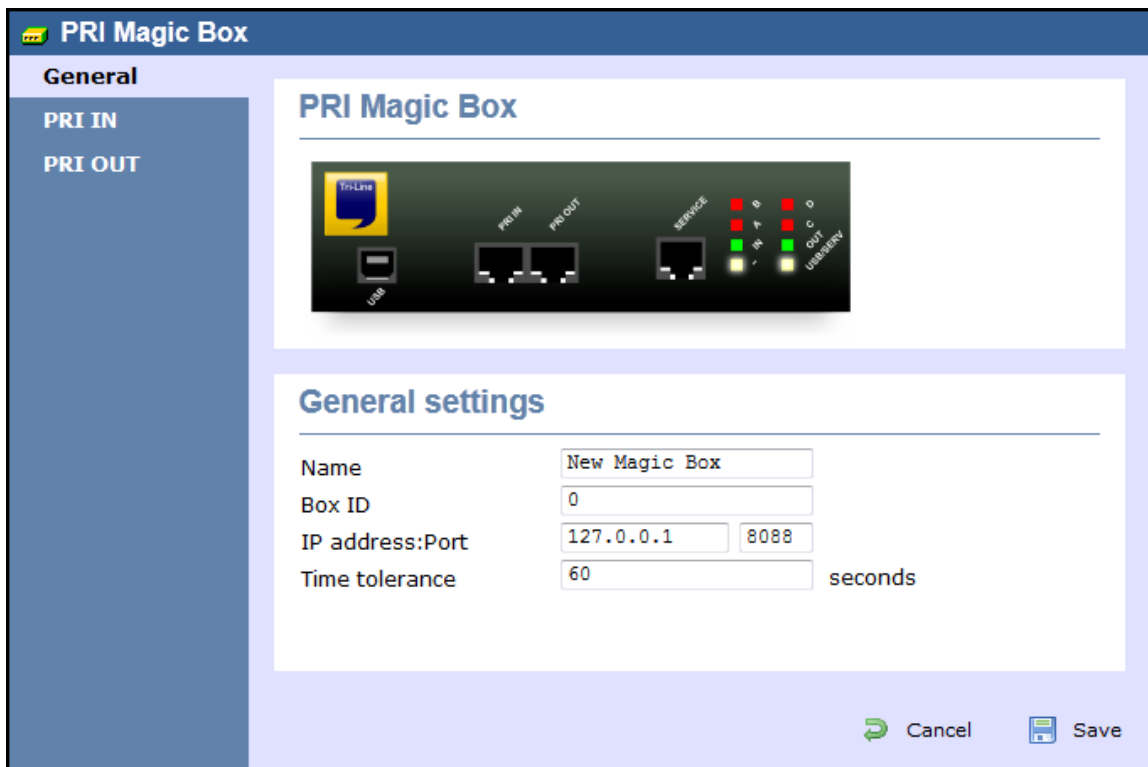 PRI Magic Box
General
PRI IN
PRI OUT
PRI Magic Box
Tri-Line
PRI IN
PRI OUT
SERVICE
B
D
A
C
IN
OUT
-
USB/SERV
USB
General settings
Name
New Magic Box
Box ID
0
IP address:Port
127.0.0.1
8088
Time tolerance
60
seconds
Cancel
Save